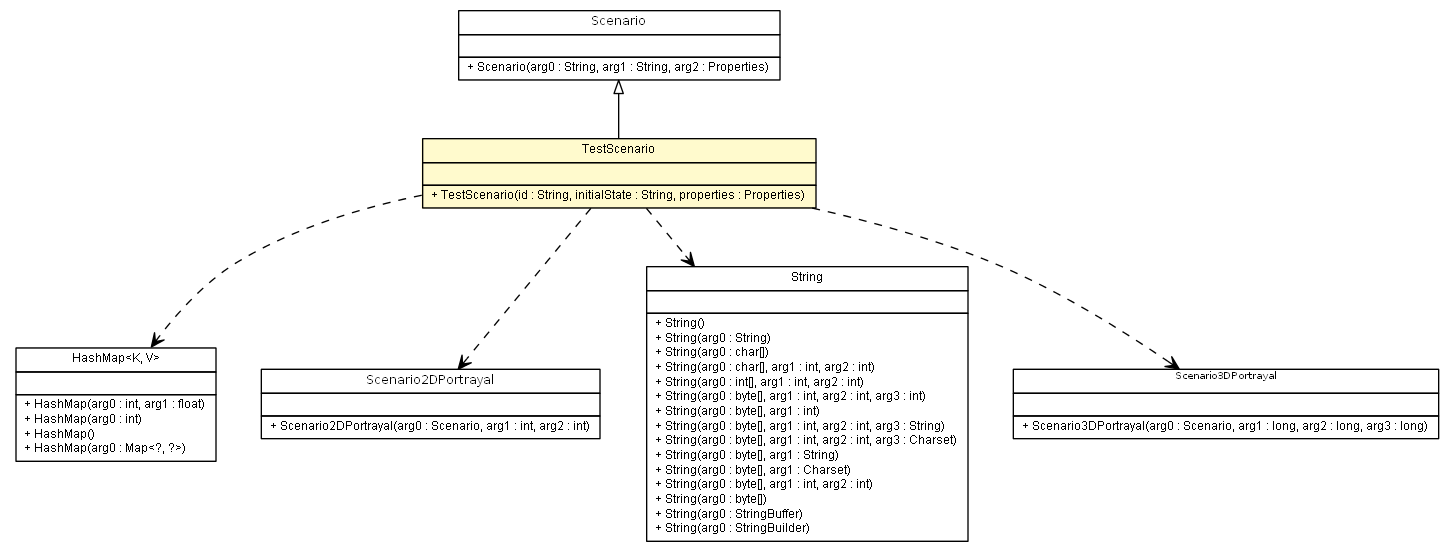 Scenario
+ Scenario(arg0 : String, arg1 : String, arg2 : Properties)
TestScenario
+ TestScenario(id : String, initialState : String, properties : Properties)
HashMap<K, V>
+ HashMap(arg0 : int, arg1 : float)
+ HashMap(arg0 : int)
+ HashMap()
+ HashMap(arg0 : Map<?, ?>)
Scenario2DPortrayal
+ Scenario2DPortrayal(arg0 : Scenario, arg1 : int, arg2 : int)
String
+ String()
+ String(arg0 : String)
+ String(arg0 : char[])
+ String(arg0 : char[], arg1 : int, arg2 : int)
+ String(arg0 : int[], arg1 : int, arg2 : int)
+ String(arg0 : byte[], arg1 : int, arg2 : int, arg3 : int)
+ String(arg0 : byte[], arg1 : int)
+ String(arg0 : byte[], arg1 : int, arg2 : int, arg3 : String)
+ String(arg0 : byte[], arg1 : int, arg2 : int, arg3 : Charset)
+ String(arg0 : byte[], arg1 : String)
+ String(arg0 : byte[], arg1 : Charset)
+ String(arg0 : byte[], arg1 : int, arg2 : int)
+ String(arg0 : byte[])
+ String(arg0 : StringBuffer)
+ String(arg0 : StringBuilder)
Scenario3DPortrayal
+ Scenario3DPortrayal(arg0 : Scenario, arg1 : long, arg2 : long, arg3 : long)